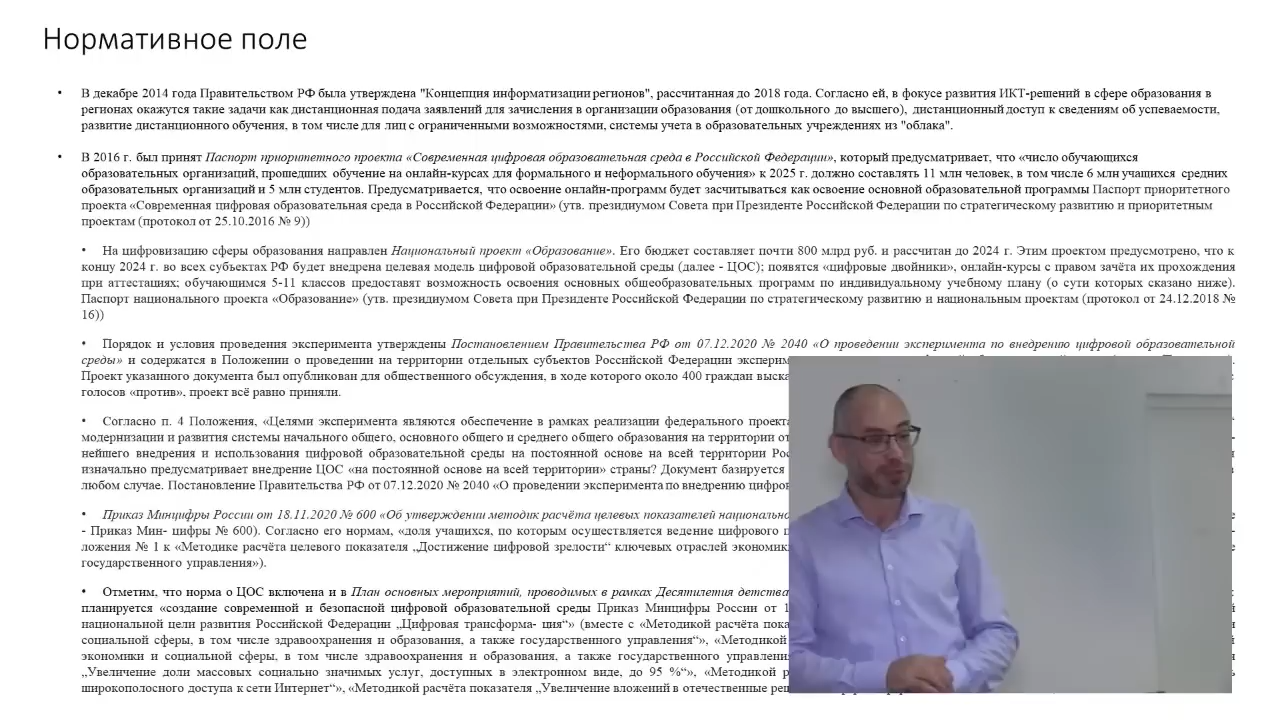 Нормативное поле
• В декабре 2014 года Правительством РФ была утверждена "Концепция информатизации регионов", рассчитанная до 2018 года. Согласно ей, в фокусе развития ИКТ-решений в сфере образования в
регионах окажутся такие задачи как дистанционная подача заявлений для зачисления в организации образования (от дошкольного до высшего), дистанционный доступ к сведениям об успеваемости,
развитие дистанционного обучения, в том числе для лиц с ограниченными возможностями, системы учета в образовательных учреждениях из "облака".
• В 2016 г. был принят Паспорт приоритетного проекта «Современная цифровая образовательная среда в Российской Федерации», который предусматривает, что «число обучающихся
образовательных организаций, прошедших обучение на онлайн-курсах для формального и неформального обучения» к 2025 г. должно составлять 11 млн человек, в том числе 6 млн учащихся средних
образовательных организаций и 5 млн студентов. Предусматривается, что освоение онлайн-программ будет засчитываться как освоение основной образовательной программы Паспорт приоритетного
проекта «Современная цифровая образовательная среда в Российской Федерации» (утв. президиумом Совета при Президенте Российской Федерации по стратегическому развитию и приоритетным
проектам (протокол от 25.10.2016 № 9))
• На цифровизацию сферы образования направлен Национальный проект «Образование». Его бюджет составляет почти 800 млрд руб. и рассчитан до 2024 г. Этим проектом предусмотрено, что к
концу 2024 г. во всех субъектах РФ будет внедрена целевая модель цифровой образовательной среды (далее - ЦОС); появятся «цифровые двойники», онлайн-курсы с правом зачёта их прохождения
при аттестациях; обучающимся 5-11 классов предоставят возможность освоения основных общеобразовательных программ по индивидуальному учебному плану (о сути которых сказано ниже).
Паспорт национального проекта «Образование» (утв. президиумом Совета при Президенте Российской Федерации по стратегическому развитию и национальным проектам (протокол от 24.12.2018 №
16))
• Порядок и условия проведения эксперимента утверждены Постановлением Правительства РФ от 07.12.2020 № 2040 «О проведении эксперимента по внедрению цифровой образовательной
среды» и содержатся в Положении о проведении на территории отдельных субъектов Российской Федерации эксперим
Проект указанного документа был опубликован для общественного обсуждения, в ходе которого около 400 граждан выска
голосов «против», проект всё равно приняли.
• Согласно п. 4 Положения, «Целями эксперимента являются обеспечение в рамках реализации федерального проекта
модернизации и развития системы начального общего, основного общего и среднего общего образования на территории от
нейшего внедрения и использования цифровой образовательной среды на постоянной основе на всей территории Рос
изначально предусматривает внедрение ЦОС «на постоянной основе на всей территории» страны? Документ базируется
любом случае. Постановление Правительства РФ от 07.12.2020 № 2040 «О проведении эксперимента по внедрению цифров
• Приказ Минцифры России от 18.11.2020 № 600 «Об утверждении методик расчёта целевых показателей национально
- Приказ Мин- цифры № 600). Согласно его нормам, «доля учащихся, по которым осуществляется ведение цифрового п
ложения № 1 к «Методике расчёта целевого показателя „Достижение цифровой зрелости“ ключевых отраслей экономики
государственного управления»).
• Отметим, что норма о ЦОС включена и в План основных мероприятий, проводимых в рамках Десятилетия детства
планируется «создание современной и безопасной цифровой образовательной среды Приказ Минцифры России от 1
национальной цели развития Российской Федерации „Цифровая трансформа- ция“» (вместе с «Методикой расчёта пока
социальной сферы, в том числе здравоохранения и образования, а также государственного управления“», «Методикой
экономики и социальной сферы, в том числе здравоохранения и образования, а также государственного управления
„Увеличение доли массовых социально значимых услуг, доступных в электронном виде, до 95 %“», «Методикой р
широкополосного доступа к сети Интернет“», «Методикой расчёта показателя „Увеличение вложений в отечественные ре